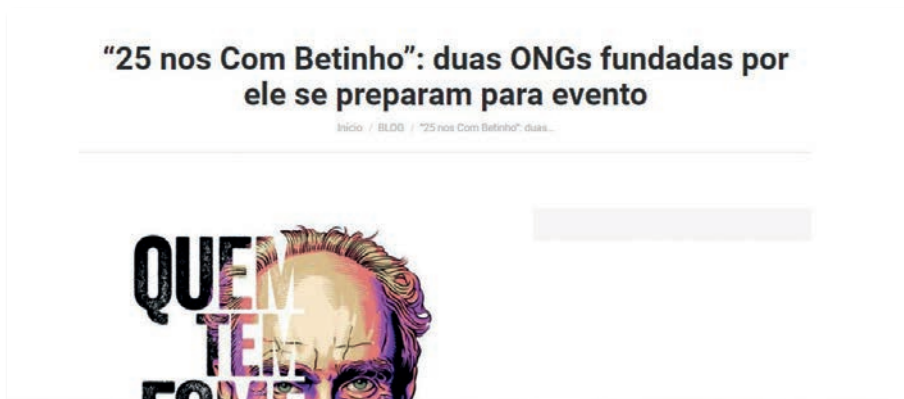 “25 nos Com Betinho”: duas ONGs fundadas por
ele se preparam para evento
Início / BLOG / “25 nos Com Betinho”: duas...
QUEM
TEM
FOME